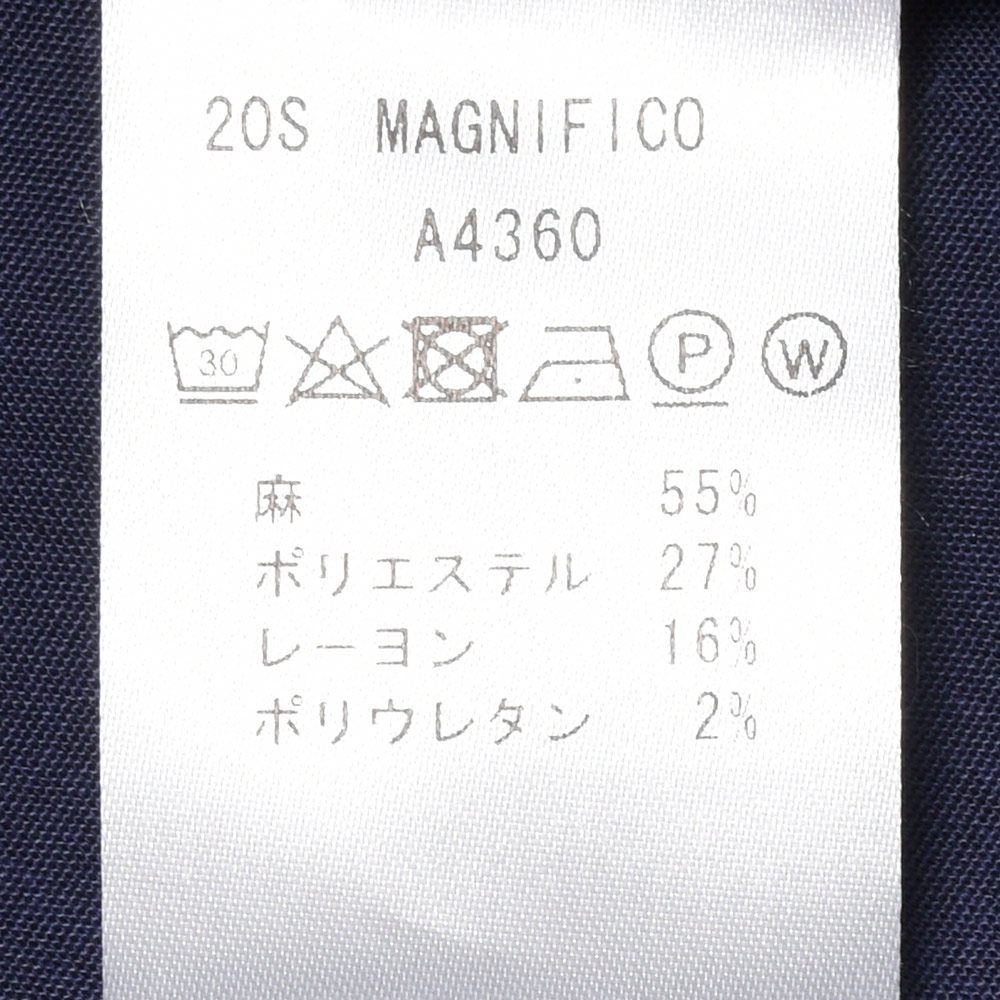 20S MAGNIFICO
A4360
30 P W
麻 55%
ポリエステル 27%
レーヨン 16%
ポリウレタン 2%